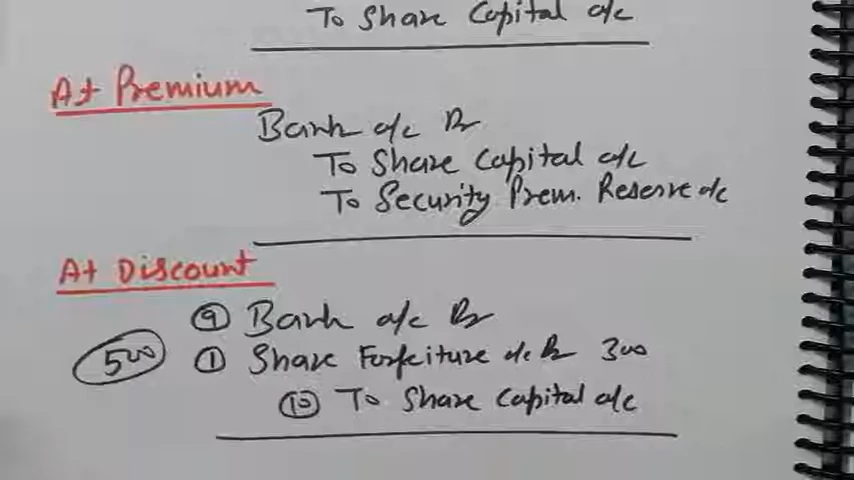 To Share Capital a/c
At Premium
Bank a/c Dr
To Share Capital a/c
To Security Prem. Reserve a/c
At Discount
⑨ Bank a/c Dr
500 ① Share Forfeiture a/c Dr 300
⑩ To Share Capital a/c